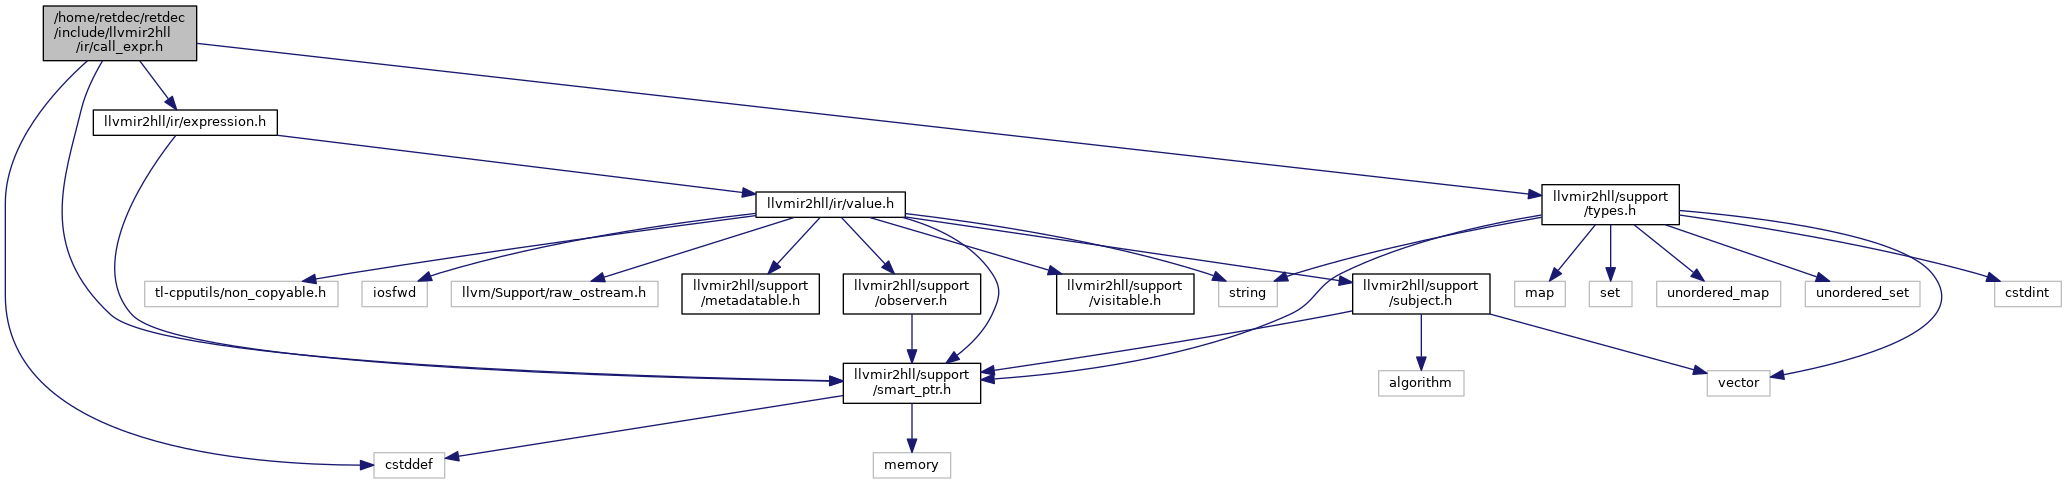 /home/retdec/retdec
/include/llvmir2hll
/ir/call_expr.h
llvmir2hll/ir/expression.h
llvmir2hll/ir/value.h
llvmir2hll/support
/types.h
tl-cpputils/non_copyable.h
iosfwd
llvm/Support/raw_ostream.h
llvmir2hll/support
/metadatable.h
llvmir2hll/support
/observer.h
llvmir2hll/support
/visitable.h
string
llvmir2hll/support
/subject.h
map
set
unordered_map
unordered_set
cstdint
llvmir2hll/support
/smart_ptr.h
algorithm
vector
cstddef
memory